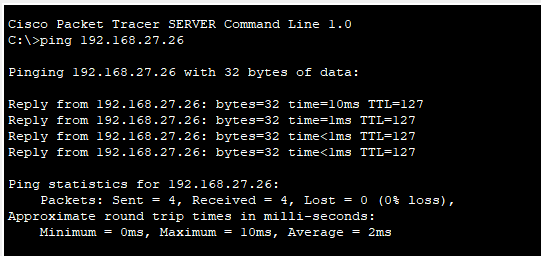 Cisco Packet Tracer SERVER Command Line 1.0
C:\>ping 192.168.27.26
Pinging 192.168.27.26 with 32 bytes of data:
Reply from 192.168.27.26: bytes=32 time=10ms TTL=127
Reply from 192.168.27.26: bytes=32 time=1ms TTL=127
Reply from 192.168.27.26: bytes=32 time<1ms TTL=127
Reply from 192.168.27.26: bytes=32 time<1ms TTL=127
Ping statistics for 192.168.27.26:
    Packets: Sent = 4, Received = 4, Lost = 0 (0% loss),
Approximate round trip times in milli-seconds:
    Minimum = 0ms, Maximum = 10ms, Average = 2ms